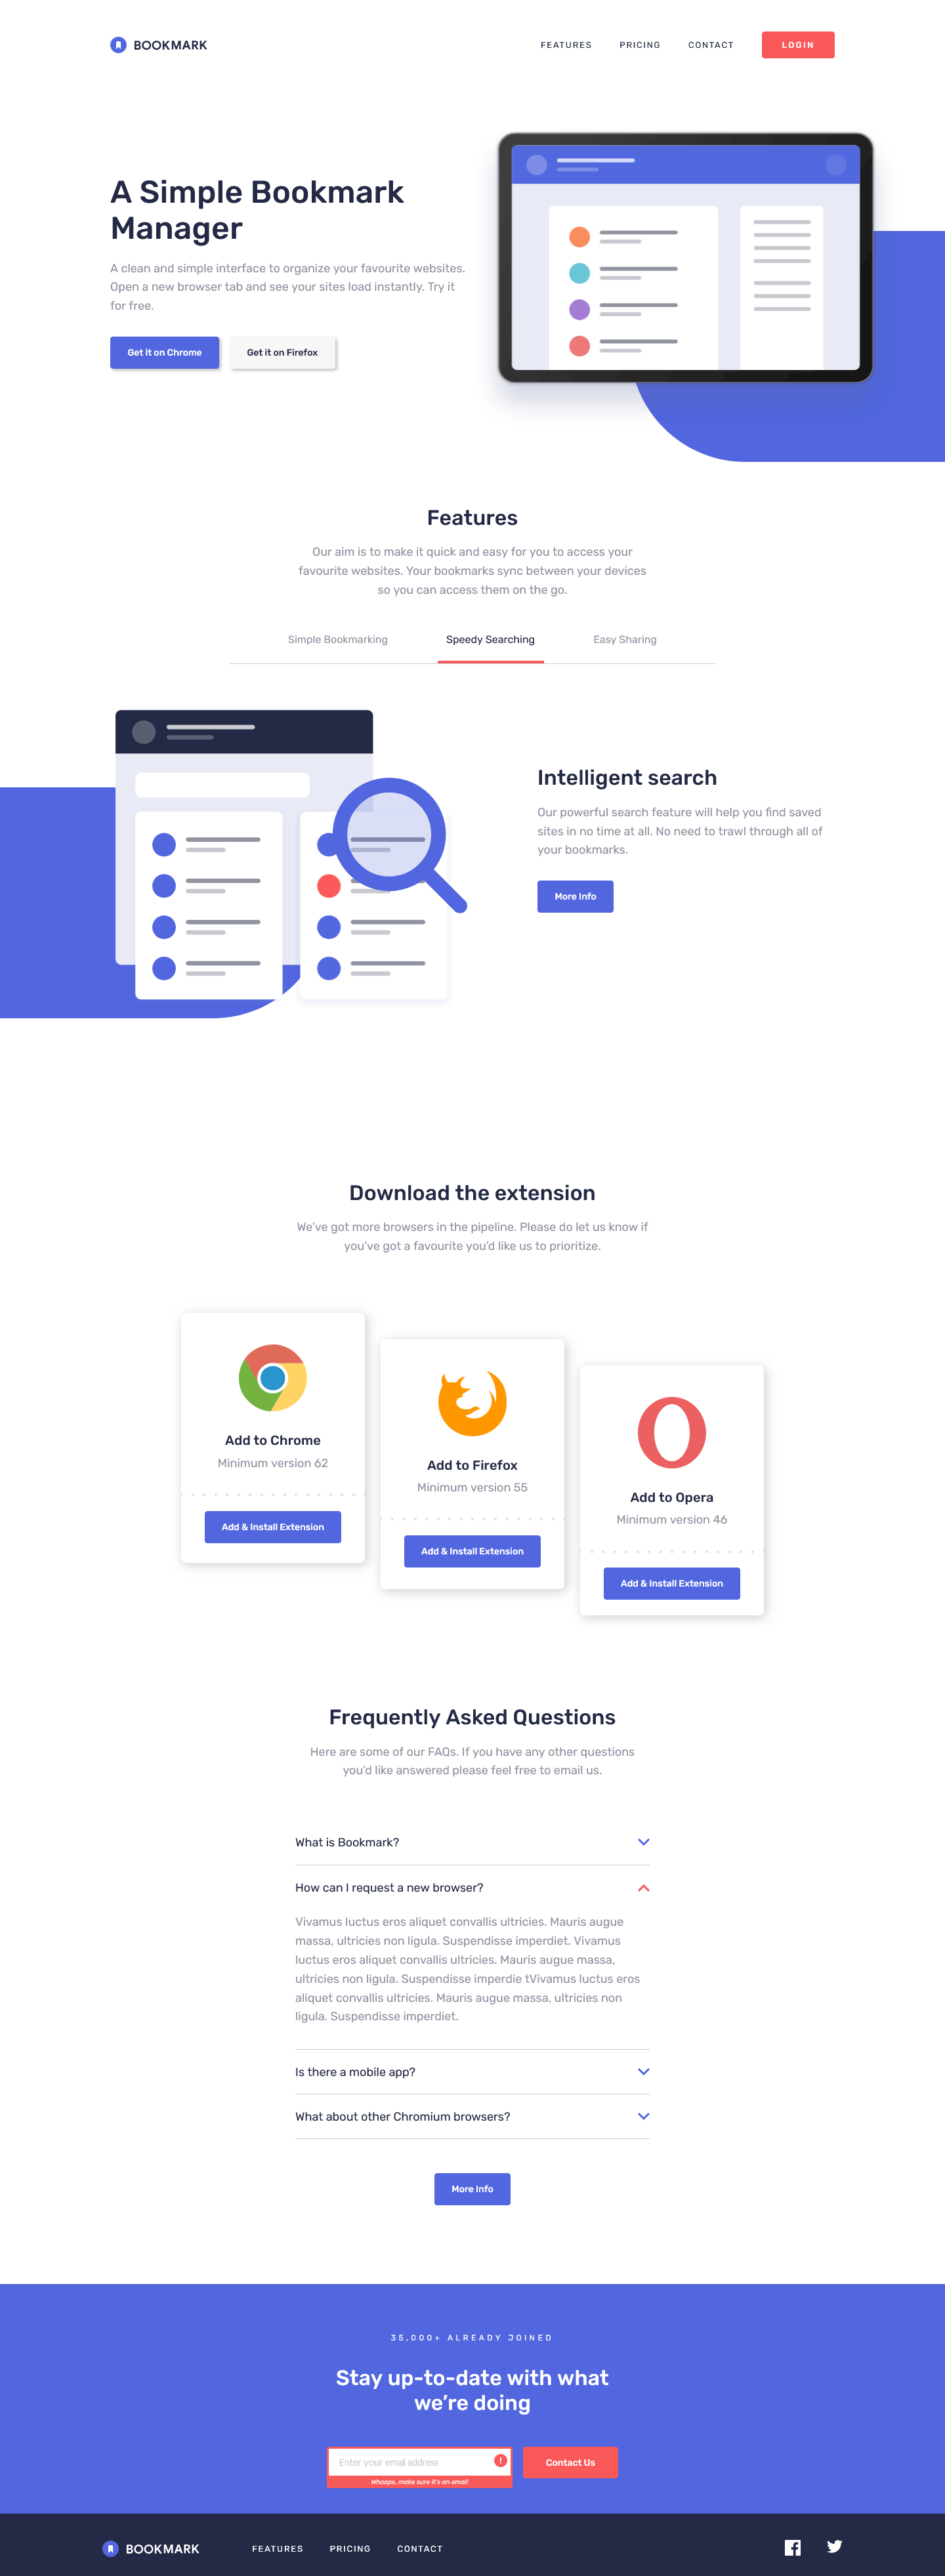 BOOKMARK
FEATURES
PRICING
CONTACT
LOGIN
A Simple Bookmark
Manager
A clean and simple interface to organize your favourite websites.
Open a new browser tab and see your sites load instantly. Try it
for free.
Get it on Chrome
Get it on Firefox
Features
Our aim is to make it quick and easy for you to access your
favourite websites. Your bookmarks sync between your devices
so you can access them on the go.
Simple Bookmarking
Speedy Searching
Easy Sharing
Intelligent search
Our powerful search feature will help you find saved
sites in no time at all. No need to trawl through all of
your bookmarks.
More Info
Download the extension
We've got more browsers in the pipeline. Please do let us know if
you've got a favourite you'd like us to prioritize.
Add to Chrome
Minimum version 62
Add & Install Extension
Add to Firefox
Minimum version 55
Add & Install Extension
Add to Opera
Minimum version 46
Add & Install Extension
Frequently Asked Questions
Here are some of our FAQs. If you have any other questions
you'd like answered please feel free to email us.
What is Bookmark?
How can I request a new browser?
Vivamus luctus eros aliquet convallis ultricies. Mauris augue
massa, ultricies non ligula. Suspendisse imperdiet. Vivamus
luctus eros aliquet convallis ultricies. Mauris augue massa,
ultricies non ligula. Suspendisse imperdie tVivamus luctus eros
aliquet convallis ultricies. Mauris augue massa, ultricies non
ligula. Suspendisse imperdiet.
Is there a mobile app?
What about other Chromium browsers?
More Info
35,000+ ALREADY JOINED
Stay up-to-date with what
we're doing
Enter your email address
!
Contact Us
Whoops, make sure it's an email
BOOKMARK
FEATURES
PRICING
CONTACT